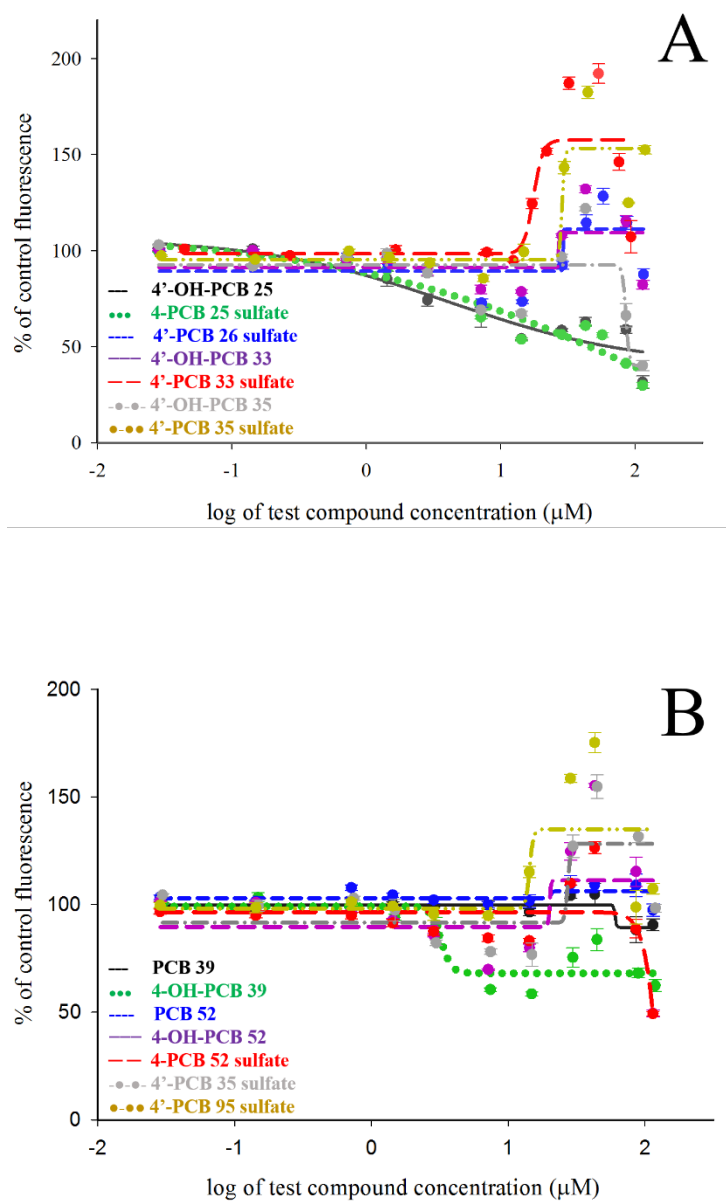 A
200
150
100
50
0
% of control fluorescence
4’-OH-PCB 25
4-PCB 25 sulfate
4’-PCB 26 sulfate
4’-OH-PCB 33
4’-PCB 33 sulfate
4’-OH-PCB 35
4’-PCB 35 sulfate
-2 -1 0 1 2
log of test compound concentration (μM)
B
200
150
100
50
0
% of control fluorescence
PCB 39
4-OH-PCB 39
PCB 52
4-OH-PCB 52
4-PCB 52 sulfate
4’-PCB 35 sulfate
4’-PCB 95 sulfate
-2 -1 0 1 2
log of test compound concentration (μM)